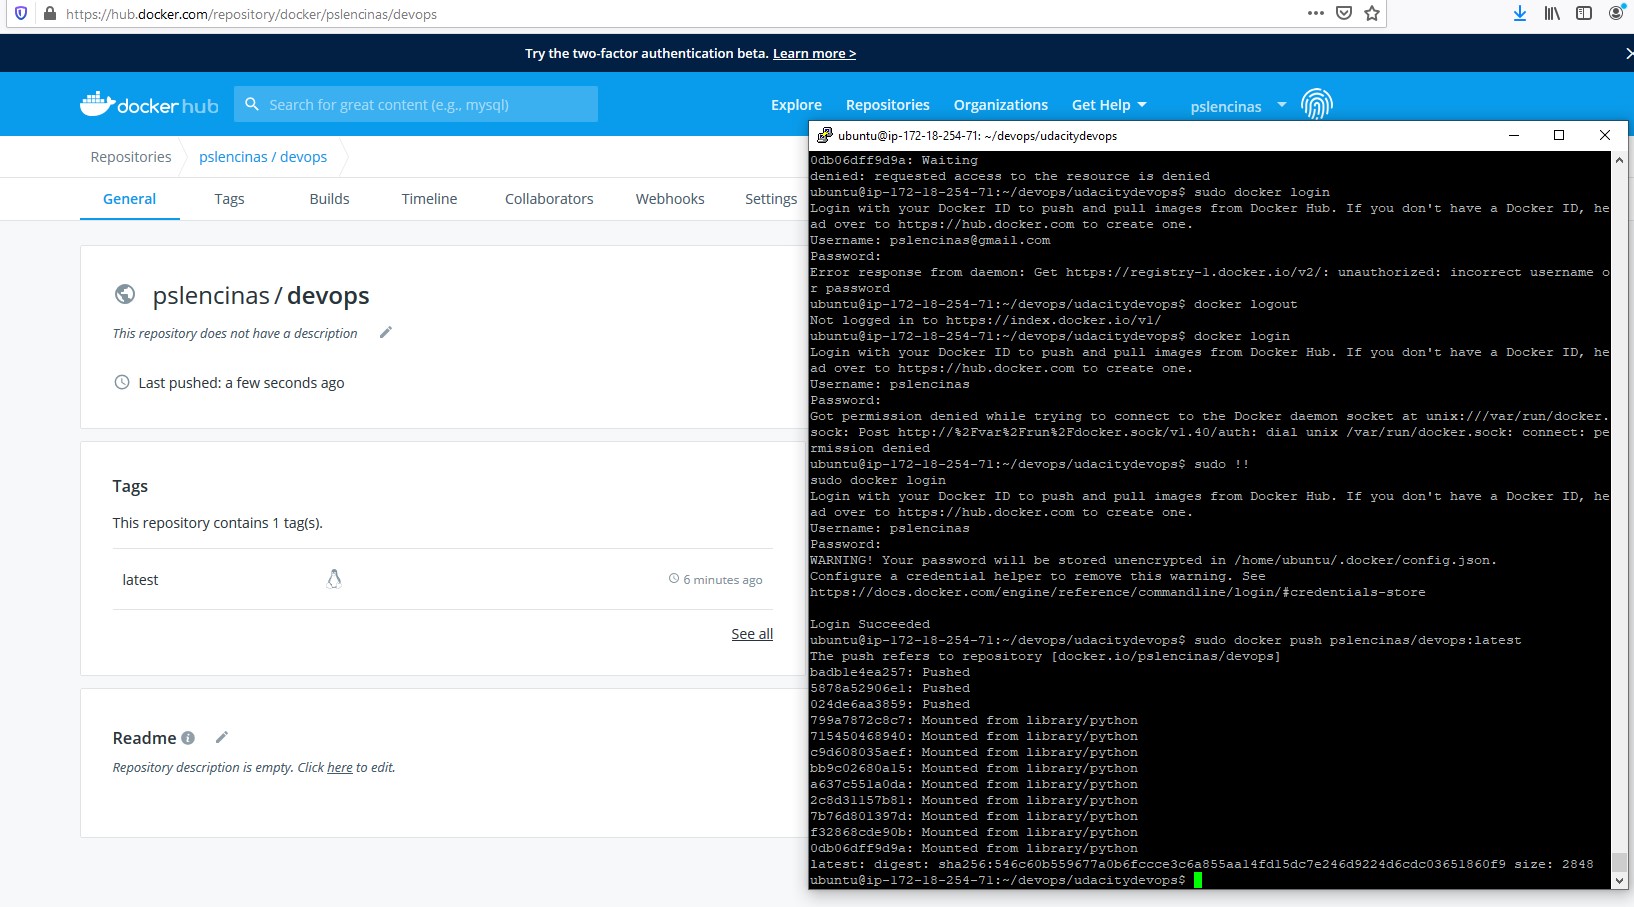 https://hub.docker.com/repository/docker/pslencinas/devops
Try the two-factor authentication beta. Learn more >
docker hub
Search for great content (e.g., mysql)
Explore
Repositories
Organizations
Get Help
pslencinas
Repositories
pslencinas / devops
General
Tags
Builds
Timeline
Collaborators
Webhooks
Settings
pslencinas / devops
This repository does not have a description
Last pushed: a few seconds ago
Tags
This repository contains 1 tag(s).
latest
6 minutes ago
See all
Readme
Repository description is empty. Click here to edit.
ubuntu@ip-172-18-254-71: ~/devops/udacitydevops
0db06dff9d9a: Waiting
denied: requested access to the resource is denied
ubuntu@ip-172-18-254-71:~/devops/udacitydevops$ sudo docker login
Login with your Docker ID to push and pull images from Docker Hub. If you don't have a Docker ID, he
ad over to https://hub.docker.com to create one.
Username: pslencinas@gmail.com
Password:
Error response from daemon: Get https://registry-1.docker.io/v2/: unauthorized: incorrect username o
r password
ubuntu@ip-172-18-254-71:~/devops/udacitydevops$ docker logout
Not logged in to https://index.docker.io/v1/
ubuntu@ip-172-18-254-71:~/devops/udacitydevops$ docker login
Login with your Docker ID to push and pull images from Docker Hub. If you don't have a Docker ID, he
ad over to https://hub.docker.com to create one.
Username: pslencinas
Password:
Got permission denied while trying to connect to the Docker daemon socket at unix:///var/run/docker.
sock: Post http://%2Fvar%2Frun%2Fdocker.sock/v1.40/auth: dial unix /var/run/docker.sock: connect: pe
rmission denied
ubuntu@ip-172-18-254-71:~/devops/udacitydevops$ sudo !!
sudo docker login
Login with your Docker ID to push and pull images from Docker Hub. If you don't have a Docker ID, he
ad over to https://hub.docker.com to create one.
Username: pslencinas
Password:
WARNING! Your password will be stored unencrypted in /home/ubuntu/.docker/config.json.
Configure a credential helper to remove this warning. See
https://docs.docker.com/engine/reference/commandline/login/#credentials-store
Login Succeeded
ubuntu@ip-172-18-254-71:~/devops/udacitydevops$ sudo docker push pslencinas/devops:latest
The push refers to repository [docker.io/pslencinas/devops]
badb1e4ea257: Pushed
5878a52906e1: Pushed
024de6aa3859: Pushed
799a7872c8c7: Mounted from library/python
715450468940: Mounted from library/python
c9d608035aef: Mounted from library/python
bb9c02680a15: Mounted from library/python
a637c551a0da: Mounted from library/python
2c8d31157b81: Mounted from library/python
7b76d801397d: Mounted from library/python
f32868cde90b: Mounted from library/python
0db06dff9d9a: Mounted from library/python
latest: digest: sha256:546c60b559677a0b6fccce3c6a855aa14fd15dc7e246d9224d6cdc03651860f9 size: 2848
ubuntu@ip-172-18-254-71:~/devops/udacitydevops$